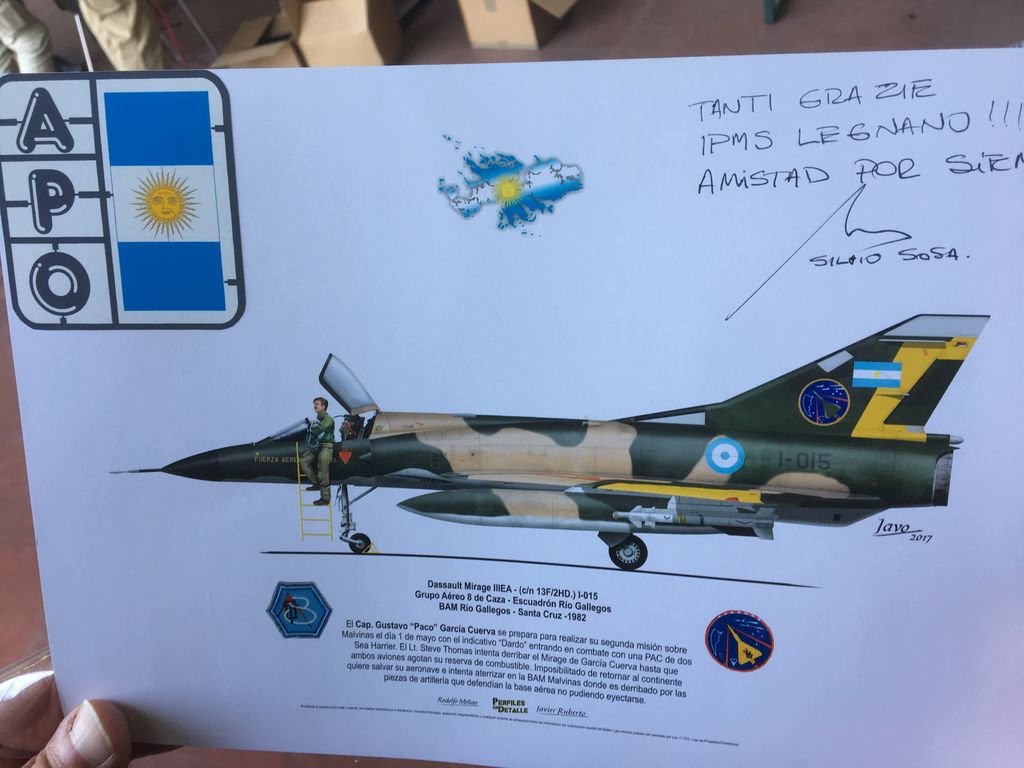 A
P
O
TANTI GRAZIE
IPMS LEGNANO !!!
AMISTAD POR
SILVIO SOSA.
FUERZA AÉRE
I-015
Javo
2017
Dassault Mirage IIIEA - (c/n 13F/2HD.) I-015
Grupo Aéreo 8 de Caza - Escuadrón Río Gallegos
BAM Río Gallegos - Santa Cruz -1982
El Cap. Gustavo “Paco” García Cuerva se prepara para realizar su segunda misión sobre
Malvinas el día 1 de mayo con el indicativo “Dardo” entrando en combate con una PAC de dos
Sea Harrier. El Lt. Steve Thomas intenta derribar el Mirage de García Cuerva hasta que
ambos aviones agotan su reserva de combustible. Imposibilitado de retornar al continente
quiere salvar su aeronave e intenta aterrizar en la BAM Malvinas donde es derribado por las
piezas de artillería que defendían la base aérea no pudiendo eyectarse.
Rodolfo Melian
PERFILES
EN DETALLE
Javier Ruberto